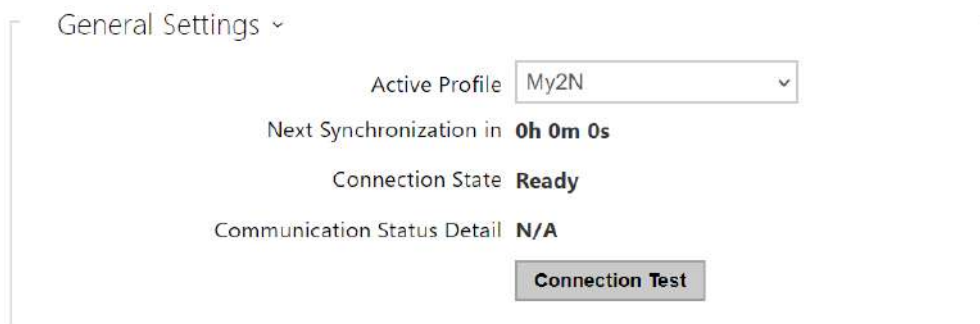 General Settings
Active Profile My2N
Next Synchronization in 0h 0m 0s
Connection State Ready
Communication Status Detail N/A
Connection Test